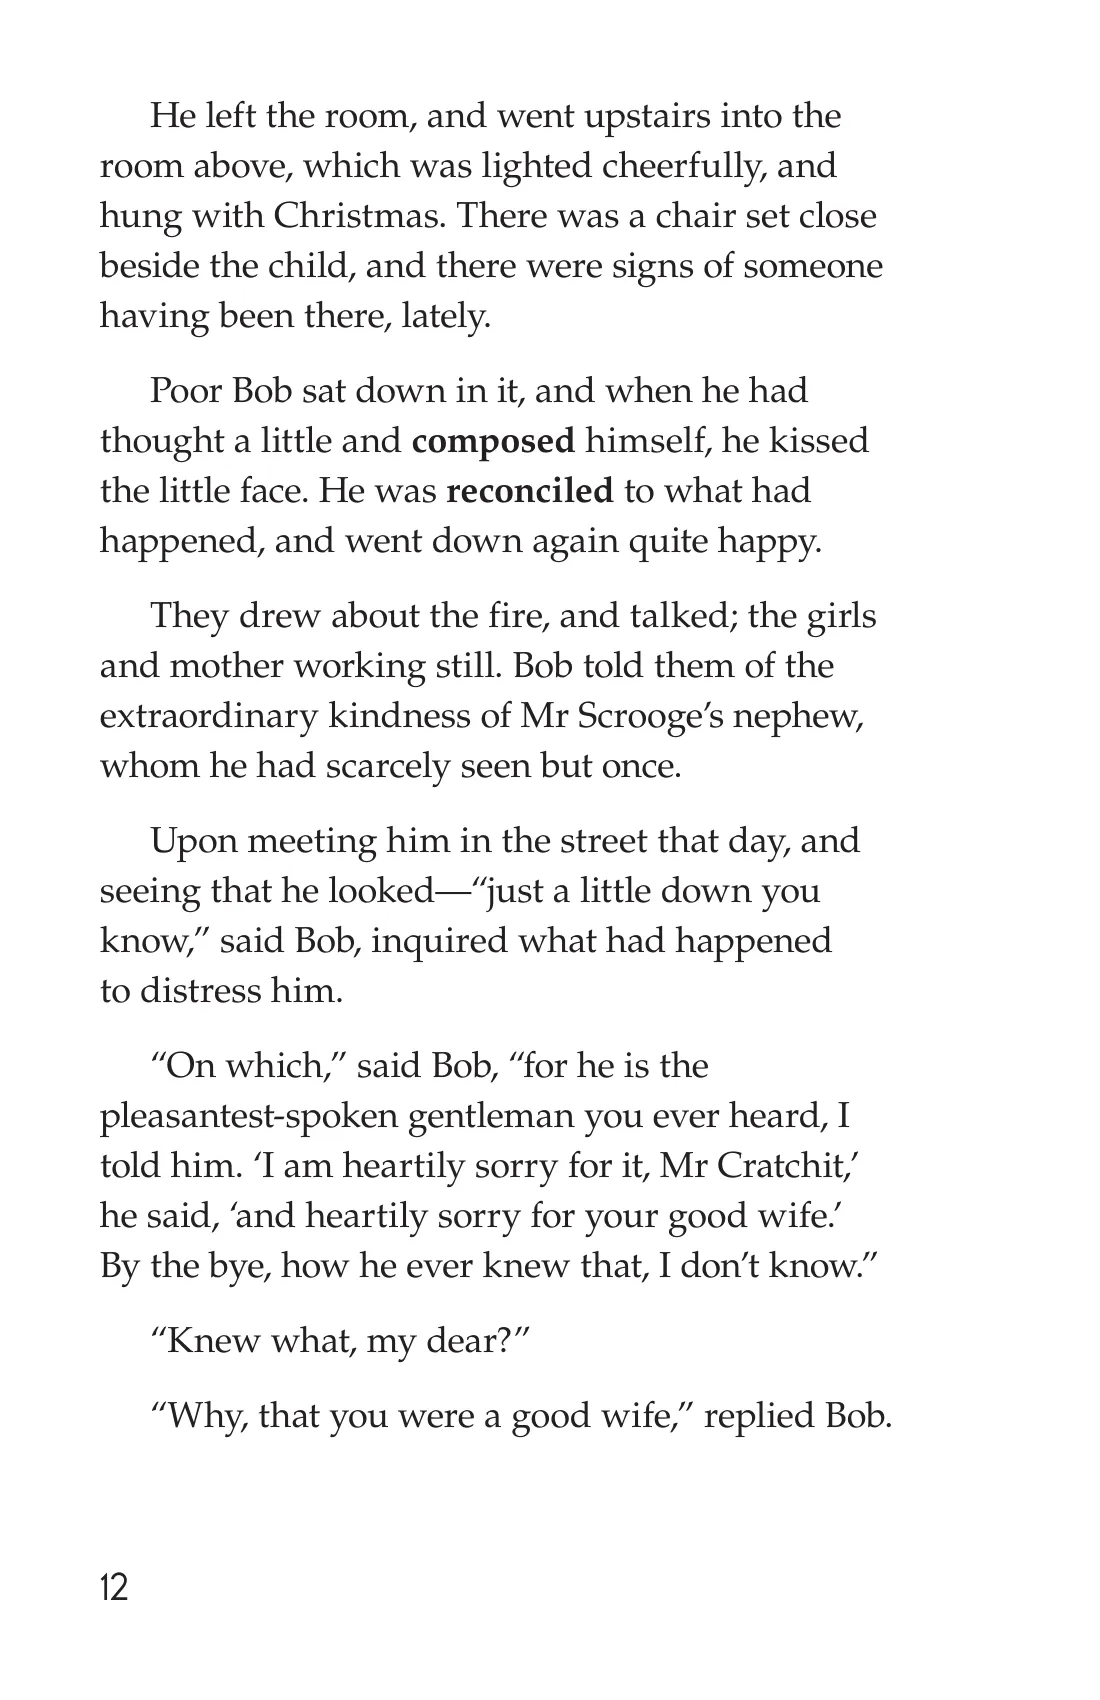 He left the room, and went upstairs into the
room above, which was lighted cheerfully, and
hung with Christmas. There was a chair set close
beside the child, and there were signs of someone
having been there, lately.
Poor Bob sat down in it, and when he had
thought a little and composed himself, he kissed
the little face. He was reconciled to what had
happened, and went down again quite happy.
They drew about the fire, and talked; the girls
and mother working still. Bob told them of the
extraordinary kindness of Mr Scrooge’s nephew,
whom he had scarcely seen but once.
Upon meeting him in the street that day, and
seeing that he looked—“just a little down you
know,” said Bob, inquired what had happened
to distress him.
“On which,” said Bob, “for he is the
pleasantest-spoken gentleman you ever heard, I
told him. ‘I am heartily sorry for it, Mr Cratchit,’
he said, ‘and heartily sorry for your good wife.’
By the bye, how he ever knew that, I don’t know.”
“Knew what, my dear?”
“Why, that you were a good wife,” replied Bob.
12